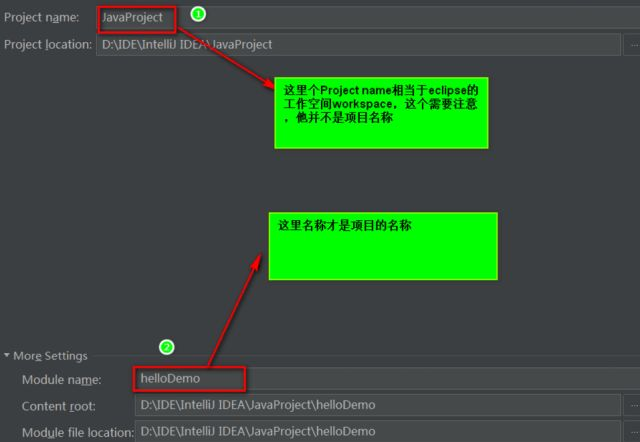 Project name: JavaProject
1
Project location: D:\IDE\IntelliJ IDEA\JavaProject
...
这里个Project name相当于eclipse的
工作空间workspace，这个需要注意
，他并不是项目名称
这里名称才是项目的名称
2
More Settings
Module name: helloDemo
Content root: D:\IDE\IntelliJ IDEA\JavaProject\helloDemo
...
Module file location: D:\IDE\IntelliJ IDEA\JavaProject\helloDemo
...